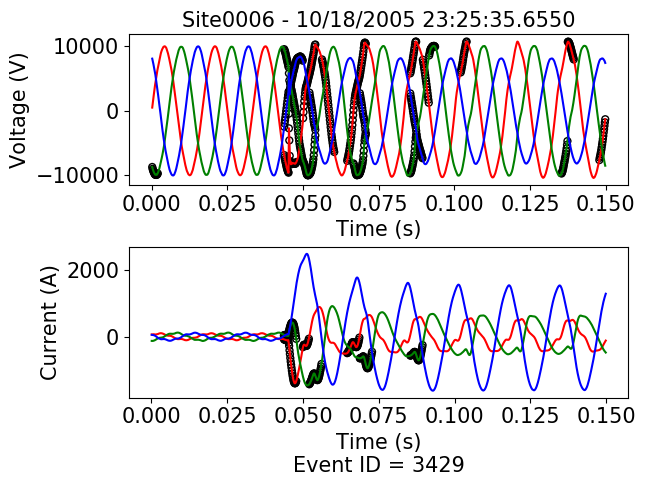 Site0006 - 10/18/2005 23:25:35.6550
Voltage (V)
10000
0
−10000
0.000 0.025 0.050 0.075 0.100 0.125 0.150
Time (s)
Current (A)
2000
0
0.000 0.025 0.050 0.075 0.100 0.125 0.150
Time (s)
Event ID = 3429